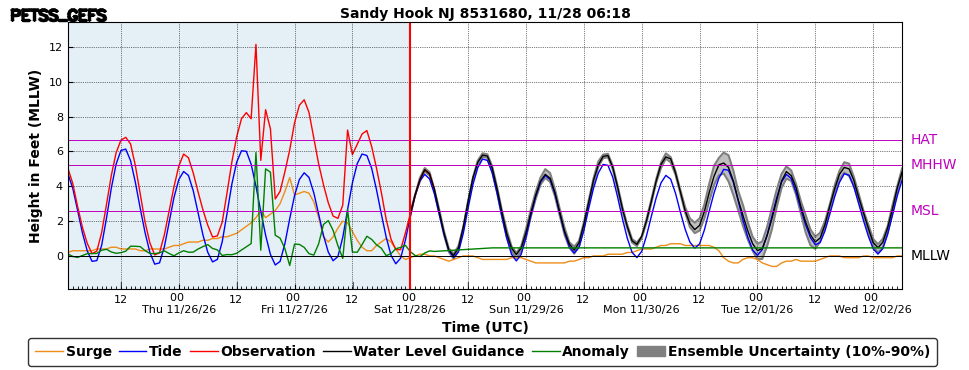 PETSS_GEFS
Sandy Hook NJ 8531680, 11/28 06:18
Height in Feet (MLLW)
12
10
8
6
4
2
0
HAT
MHHW
MSL
MLLW
12 00 12 00 12 00 12 00 12 00 12 00 12 00
Thu 11/26/26 Fri 11/27/26 Sat 11/28/26 Sun 11/29/26 Mon 11/30/26 Tue 12/01/26 Wed 12/02/26
Time (UTC)
Surge Tide Observation Water Level Guidance Anomaly Ensemble Uncertainty (10%-90%)